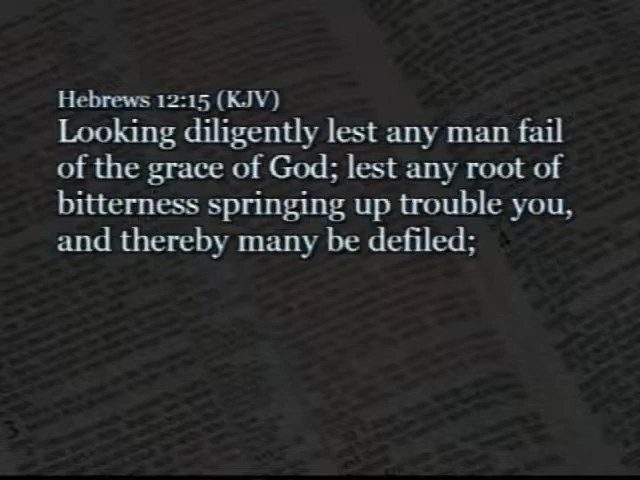 Hebrews 12:15 (KJV)
Looking diligently lest any man fail
of the grace of God; lest any root of
bitterness springing up trouble you,
and thereby many be defiled;